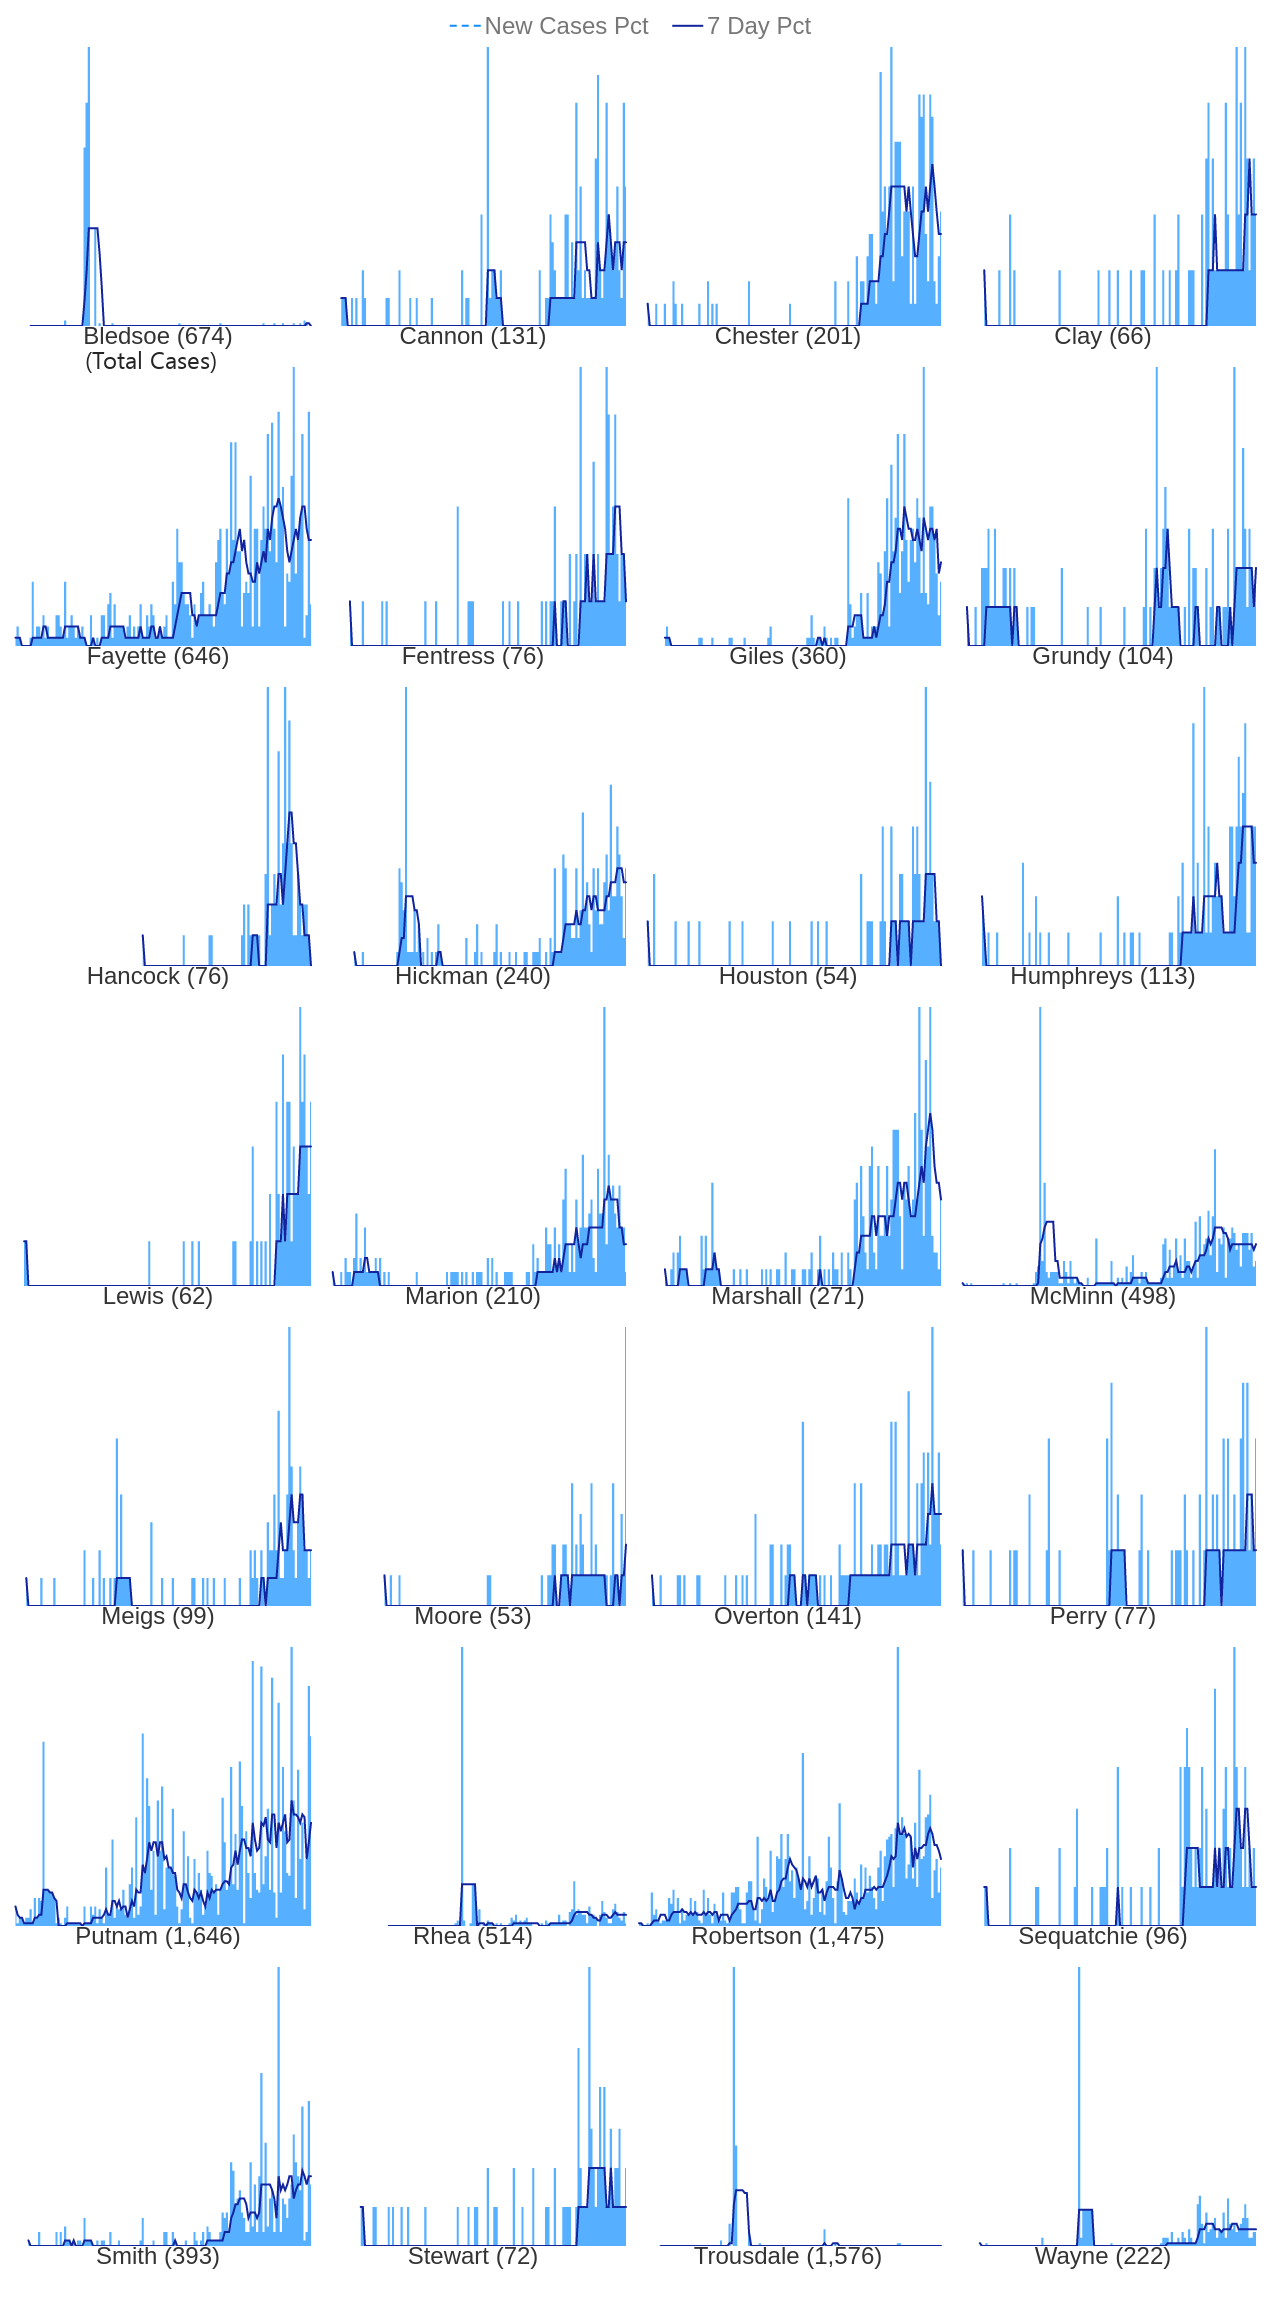 New Cases Pct 7 Day Pct
Bledsoe (674) Cannon (131) Chester (201) Clay (66)
(Total Cases)
Fayette (646) Fentress (76) Giles (360) Grundy (104)
Hancock (76) Hickman (240) Houston (54) Humphreys (113)
Lewis (62) Marion (210) Marshall (271) McMinn (498)
Meigs (99) Moore (53) Overton (141) Perry (77)
Putnam (1,646) Rhea (514) Robertson (1,475) Sequatchie (96)
Smith (393) Stewart (72) Trousdale (1,576) Wayne (222)